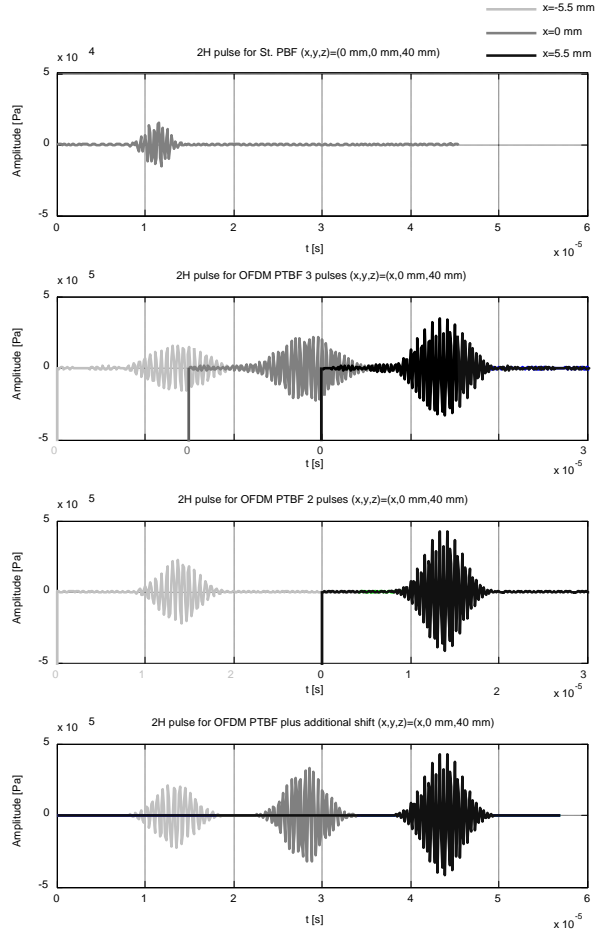 x=-5.5 mm
x=0 mm
x=5.5 mm
x 10 4
2H pulse for St. PBF (x,y,z)=(0 mm,0 mm,40 mm)
5
0
-5
Amplitude [Pa]
0 1 2 3 4 5 6
t [s]
x 10 -5
x 10 5
2H pulse for OFDM PTBF 3 pulses (x,y,z)=(x,0 mm,40 mm)
5
0
-5
Amplitude [Pa]
0 0 0 3
t [s]
x 10 -5
x 10 5
2H pulse for OFDM PTBF 2 pulses (x,y,z)=(x,0 mm,40 mm)
5
0
-5
Amplitude [Pa]
0 1 2 0 1 2 3
t [s]
x 10 -5
x 10 5
2H pulse for OFDM PTBF plus additional shift (x,y,z)=(x,0 mm,40 mm)
5
0
-5
Amplitude [Pa]
0 1 2 3 4 5 6
t [s]
x 10 -5